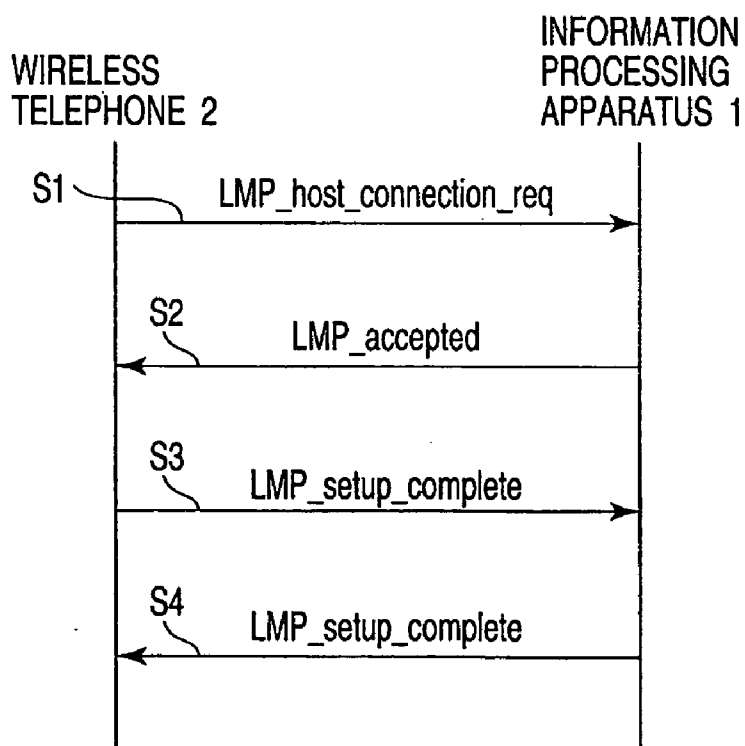 WIRELESS
TELEPHONE 2
INFORMATION
PROCESSING
APPARATUS 1
S1
LMP_host_connection_req
S2
LMP_accepted
S3
LMP_setup_complete
S4
LMP_setup_complete